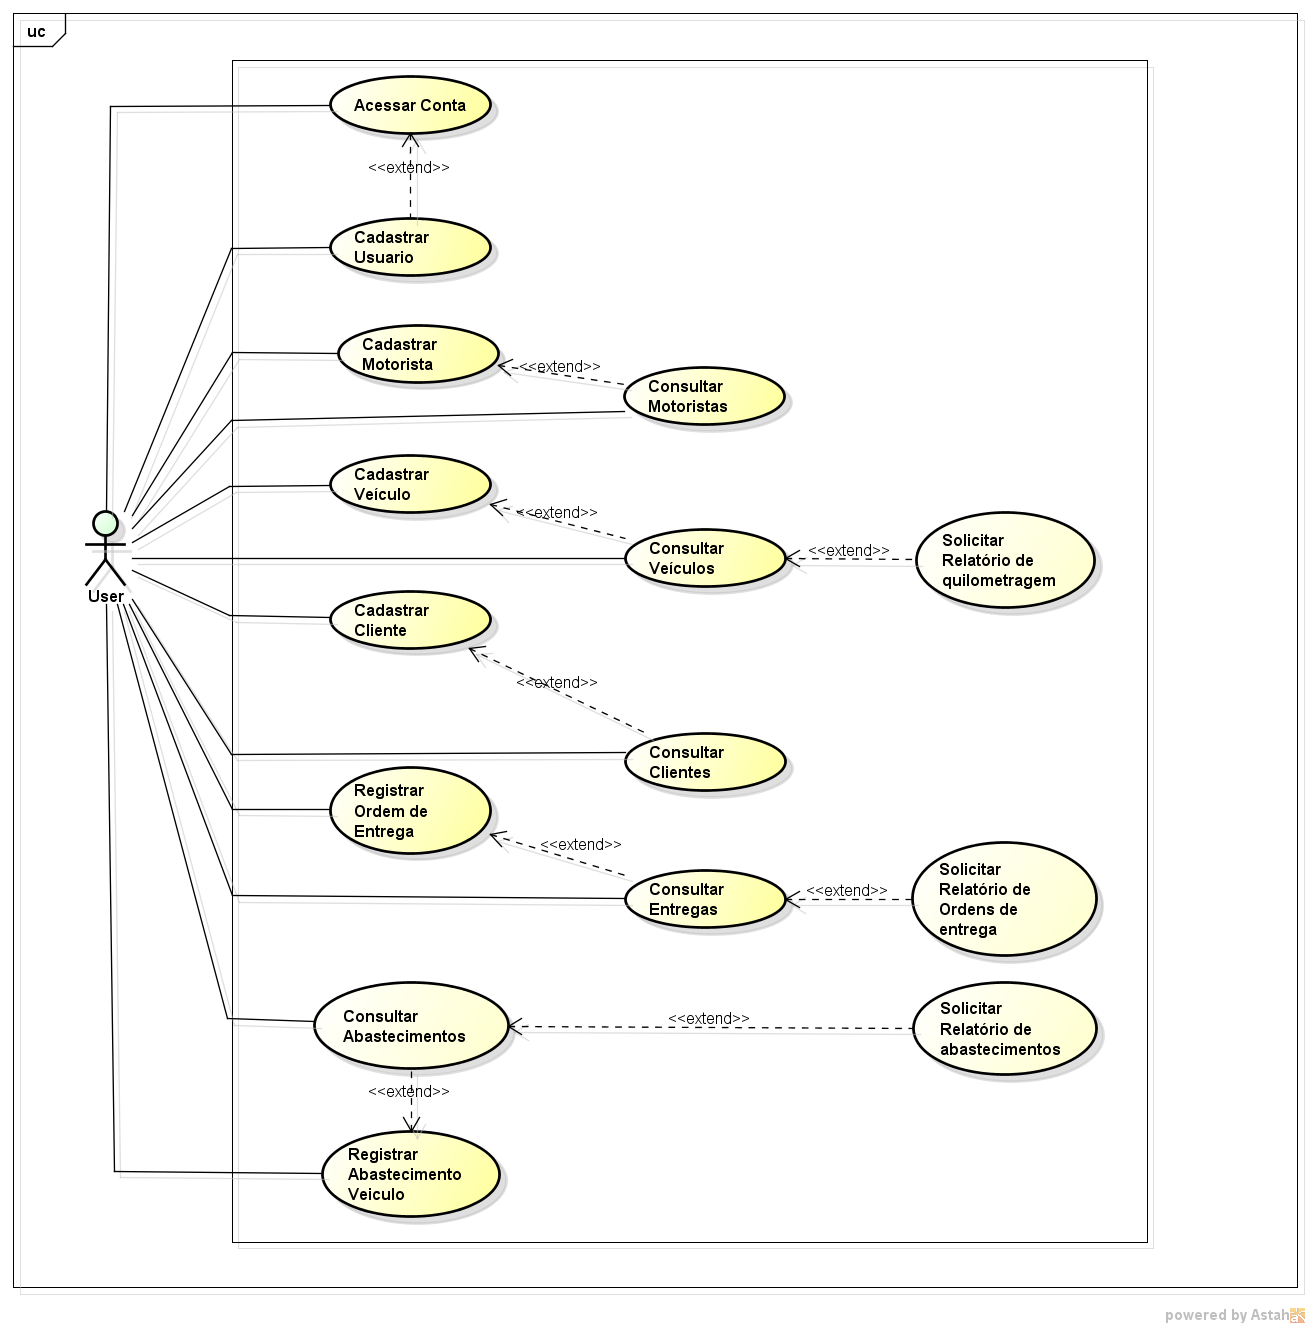 uc
Acessar Conta
<<extend>>
Cadastrar
Usuario
Cadastrar
Motorista
<<extend>>
Consultar
Motoristas
Cadastrar
Veículo
<<extend>>
Consultar
Veículos
<<extend>>
Solicitar
Relatório de
quilometragem
User
Cadastrar
Cliente
<<extend>>
Consultar
Clientes
Registrar
Ordem de
Entrega
<<extend>>
Consultar
Entregas
<<extend>>
Solicitar
Relatório de
Ordens de
entrega
Consultar
Abastecimentos
<<extend>>
Solicitar
Relatório de
abastecimentos
<<extend>>
Registrar
Abastecimento
Veiculo
powered by Astah